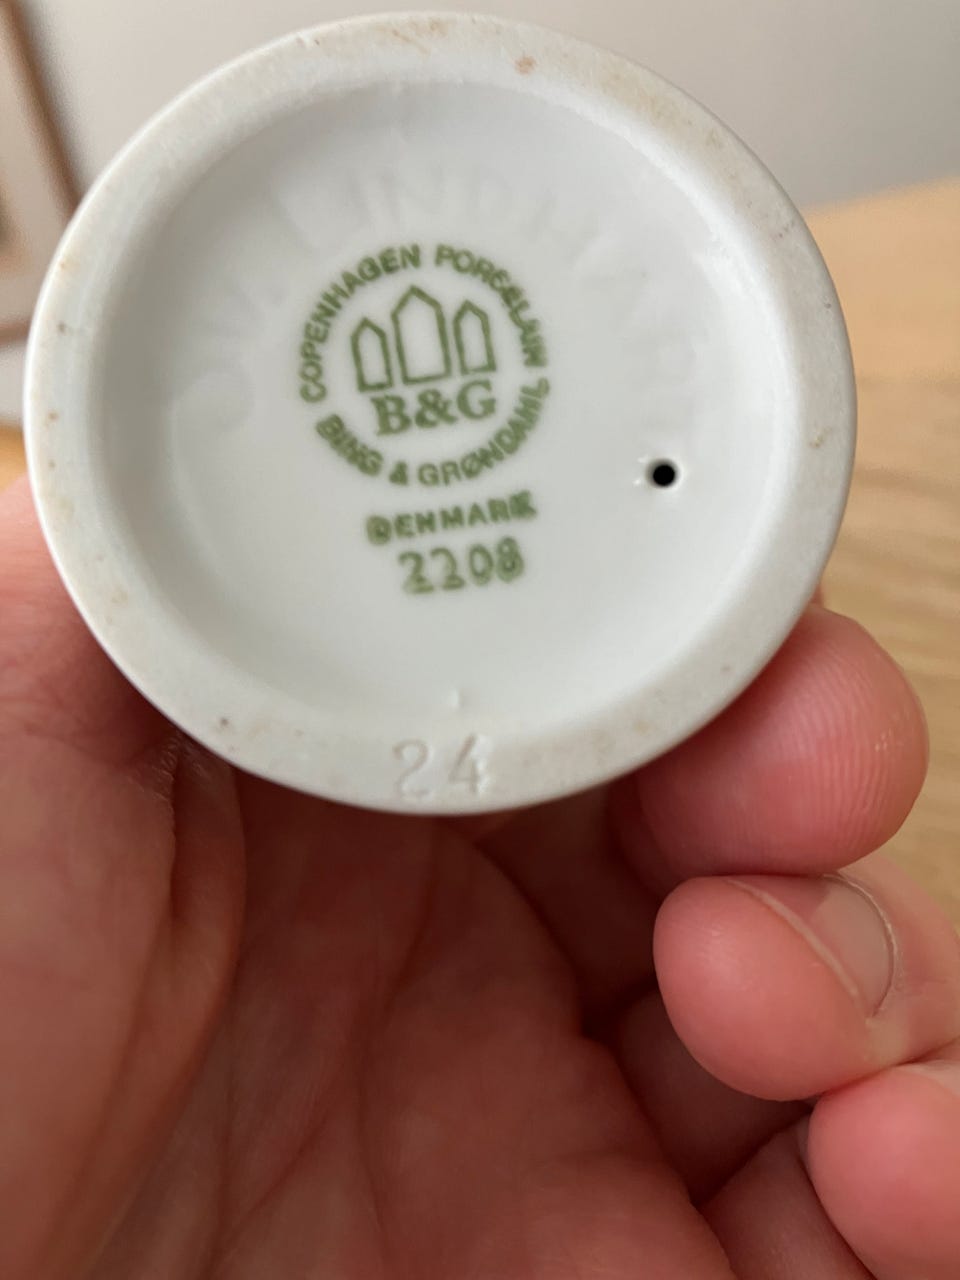 COPENHAGEN PORCELAIN
B&G
BING & GRØNDAHL
DENMARK
2208
24